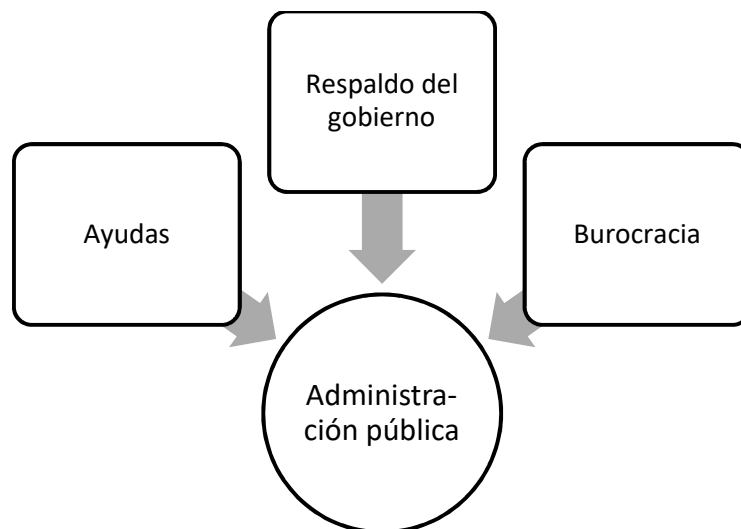 Respaldo del
gobierno
Ayudas
Burocracia
Administra-
ción pública